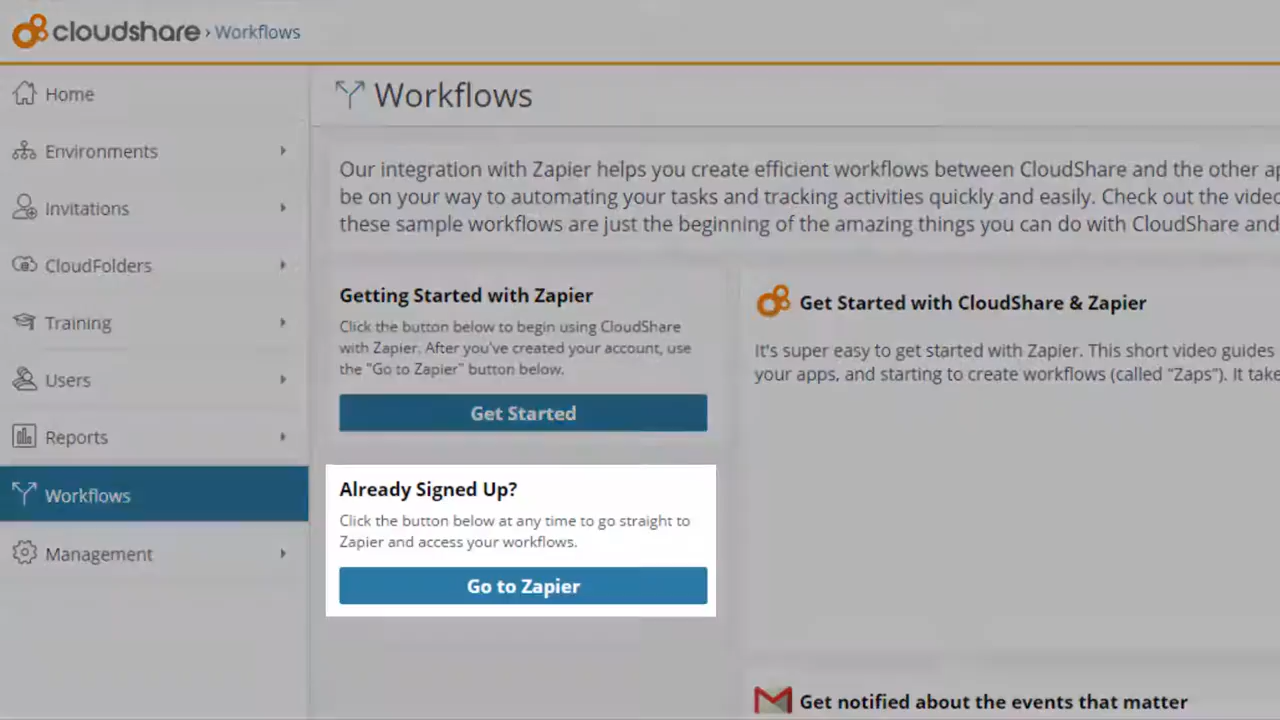 cloudshare › Workflows
Home
Environments
Invitations
CloudFolders
Training
Users
Reports
Workflows
Management
Workflows
Our integration with Zapier helps you create efficient workflows between CloudShare and the other
be on your way to automating your tasks and tracking activities quickly and easily. Check out the
these sample workflows are just the beginning of the amazing things you can do with CloudShare and
Getting Started with Zapier
Click the button below to begin using CloudShare
with Zapier. After you've created your account, use
the "Go to Zapier" button below.
Get Started
Already Signed Up?
Click the button below at any time to go straight to
Zapier and access your workflows.
Go to Zapier
Get Started with CloudShare & Zapier
It's super easy to get started with Zapier. This short video guides
your apps, and starting to create workflows (called "Zaps"). It
Get notified about the events that matter